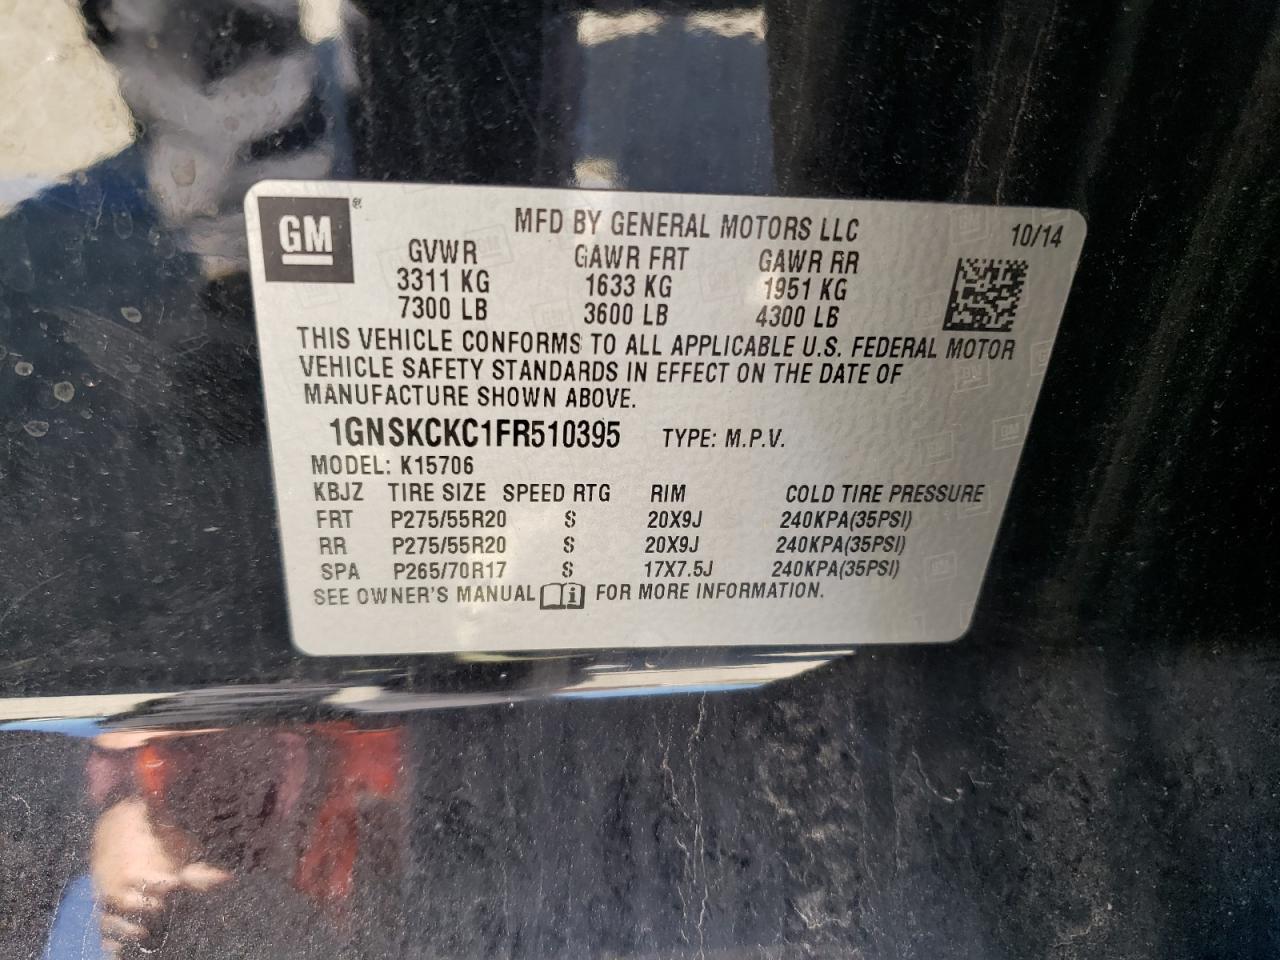 GM ®
MFD BY GENERAL MOTORS LLC 10/14
GVWR GAWR FRT GAWR RR
3311 KG 1633 KG 1951 KG
7300 LB 3600 LB 4300 LB
THIS VEHICLE CONFORMS TO ALL APPLICABLE U.S. FEDERAL MOTOR
VEHICLE SAFETY STANDARDS IN EFFECT ON THE DATE OF
MANUFACTURE SHOWN ABOVE.
1GNSKCKC1FR510395 TYPE: M.P.V.
MODEL: K15706
KBJZ TIRE SIZE SPEED RTG RIM COLD TIRE PRESSURE
FRT P275/55R20 S 20X9J 240KPA(35PSI)
RR P275/55R20 S 20X9J 240KPA(35PSI)
SPA P265/70R17 S 17X7.5J 240KPA(35PSI)
SEE OWNER'S MANUAL FOR MORE INFORMATION.